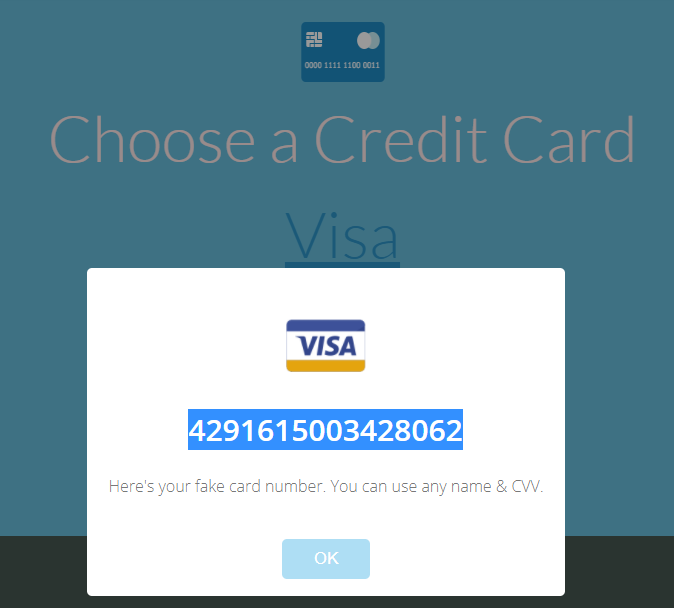 0000 1111 1100 0011
Choose a Credit Card
Visa
VISA
4291615003428062
Here's your fake card number. You can use any name & CVV.
OK